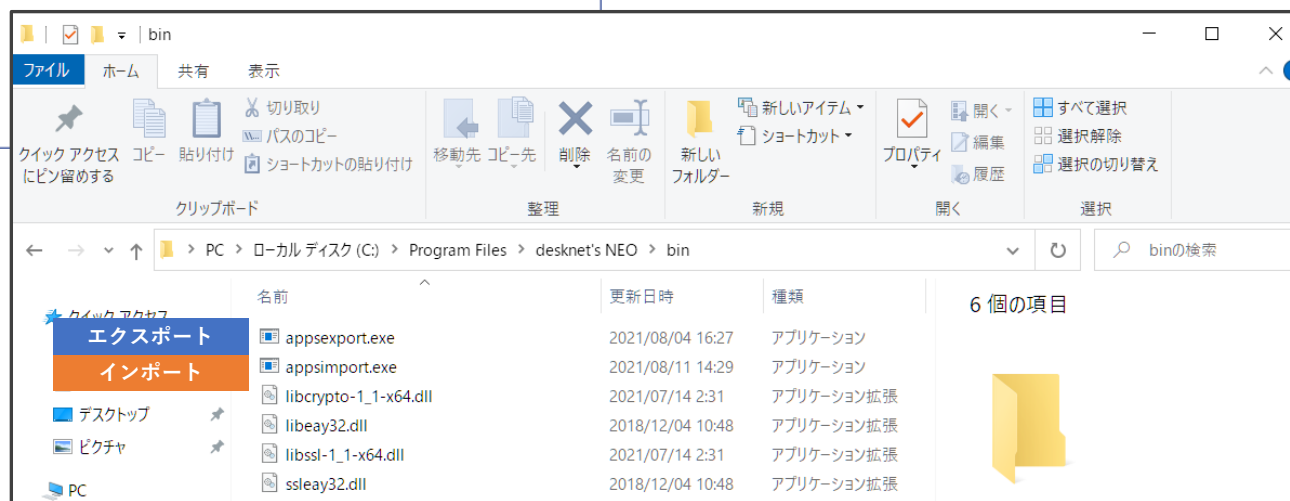 bin
ファイル ホーム 共有 表示
クイック アクセス
にピン留めする
コピー
貼り付け
切り取り
パスのコピー
ショートカットの貼り付け
クリップボード
移動先
コピー先
削除
名前の
変更
整理
新しい
フォルダー
新しいアイテム
ショートカット
新規
プロパティ
開く
編集
履歴
開く
すべて選択
選択解除
選択の切り替え
選択
PC ローカル ディスク (C:) Program Files desknet's NEO bin
binの検索
名前 更新日時 種類
6 個の項目
クイック アクセス
エクスポート
インポート
デスクトップ
ピクチャ
PC
appsexport.exe 2021/08/04 16:27 アプリケーション
appsimport.exe 2021/08/11 14:29 アプリケーション
libcrypto-1_1-x64.dll 2021/07/14 2:31 アプリケーション拡張
libeay32.dll 2018/12/04 10:48 アプリケーション拡張
libssl-1_1-x64.dll 2021/07/14 2:31 アプリケーション拡張
ssleay32.dll 2018/12/04 10:48 アプリケーション拡張